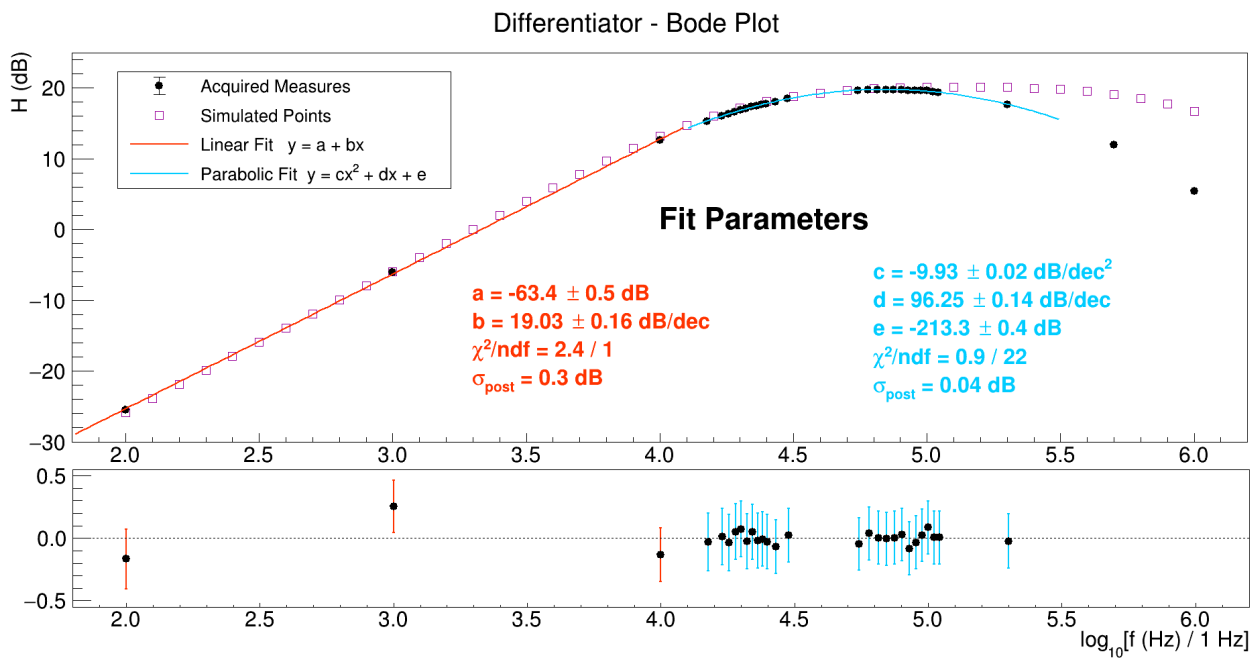 Differentiator - Bode Plot
H (dB)
Acquired Measures
Simulated Points
Linear Fit y = a + bx
Parabolic Fit y = cx² + dx + e
20
10
0
−10
−20
−30
Fit Parameters
a = -63.4 ± 0.5 dB
b = 19.03 ± 0.16 dB/dec
χ²/ndf = 2.4 / 1
σpost = 0.3 dB
c = -9.93 ± 0.02 dB/dec²
d = 96.25 ± 0.14 dB/dec
e = -213.3 ± 0.4 dB
χ²/ndf = 0.9 / 22
σpost = 0.04 dB
2.0 2.5 3.0 3.5 4.0 4.5 5.0 5.5 6.0
0.5
0.0
−0.5
2.0 2.5 3.0 3.5 4.0 4.5 5.0 5.5 6.0
log₁₀[f (Hz) / 1 Hz]